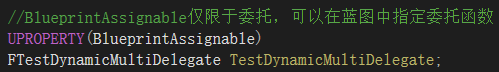 //BlueprintAssignable仅限于委托，可以在蓝图中指定委托函数
UPROPERTY(BlueprintAssignable)
FTestDynamicMultiDelegate TestDynamicMultiDelegate;